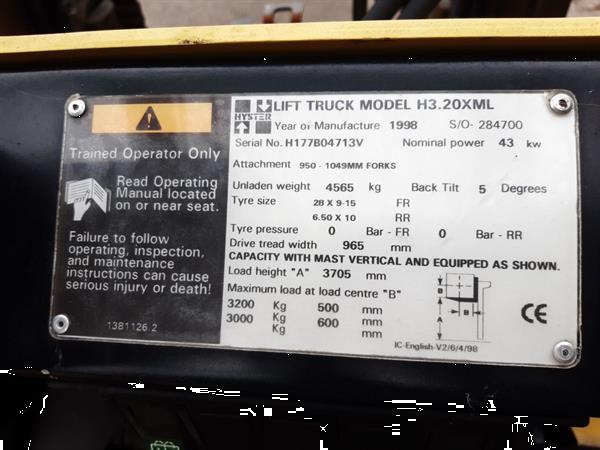 Trained Operator Only
Read Operating
Manual located
on or near seat.
Failure to follow
operating, inspection,
and maintenance
instructions can cause
serious injury or death!
1381126.2
HYSTER
LIFT TRUCK MODEL H3.20XML
Year of Manufacture 1998 S/O- 284700
Serial No. H177B04713V Nominal power 43 kw
Attachment 950 - 1049MM FORKS
Unladen weight 4565 kg Back Tilt 5 Degrees
Tyre size 28 X 9-15 FR
6.50 X 10 RR
Tyre pressure 0 Bar - FR 0 Bar - RR
Drive tread width 965 mm
CAPACITY WITH MAST VERTICAL AND EQUIPPED AS SHOWN.
Load height "A" 3705 mm
Maximum load at load centre "B"
3200 Kg 500 mm
3000 Kg 600 mm
B
B
A
CE
IC-English-V2/6/4/98